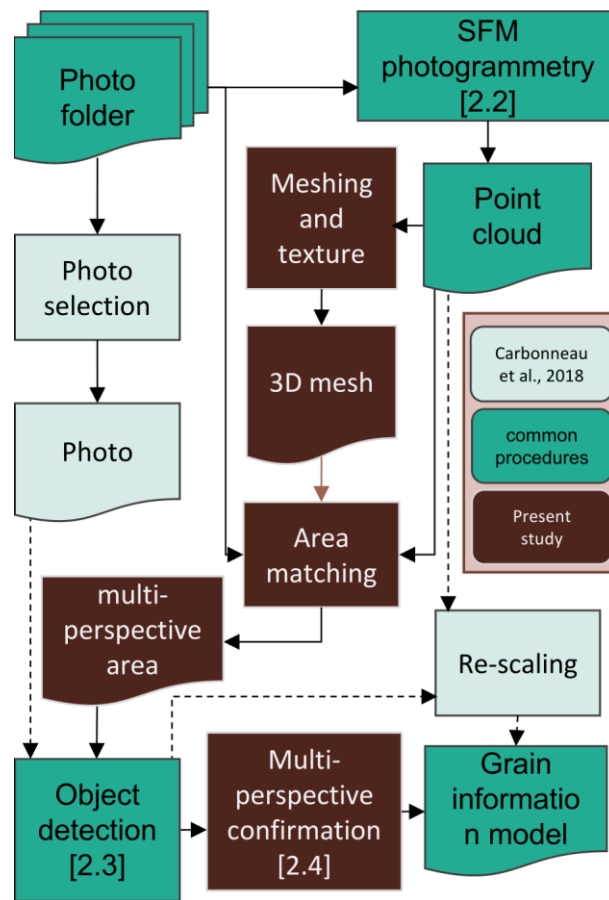 Photo
folder
SFM
photogrammetry
[2.2]
Meshing
and
texture
Point
cloud
Photo
selection
3D mesh
Carbonneau
et al., 2018
common
procedures
Present
study
Photo
Area
matching
multi-
perspective
area
Re-scaling
Object
detection
[2.3]
Multi-
perspective
confirmation
[2.4]
Grain
informatio
n model